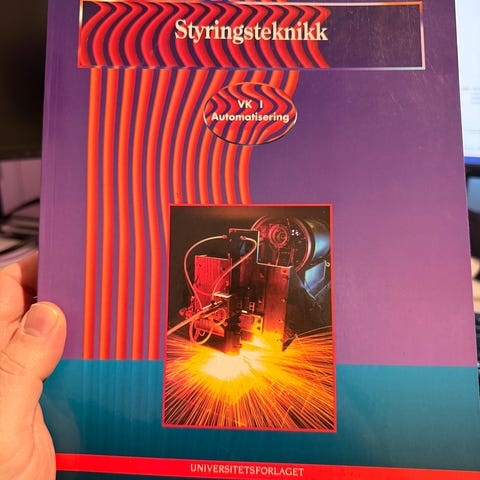 Styringsteknikk
VK I
Automatisering
UNIVERSITETSFORLAGET